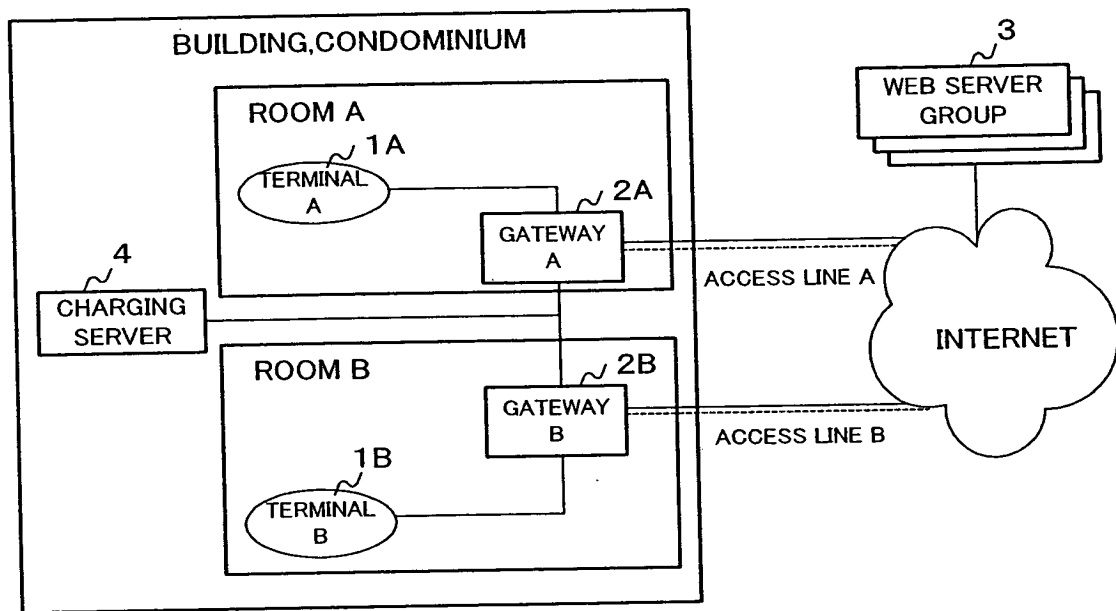 BUILDING,CONDOMINIUM
3
WEB SERVER
GROUP
ROOM A
1A
TERMINAL
A
2A
GATEWAY
A
ACCESS LINE A
4
CHARGING
SERVER
INTERNET
ROOM B
2B
GATEWAY
B
ACCESS LINE B
1B
TERMINAL
B